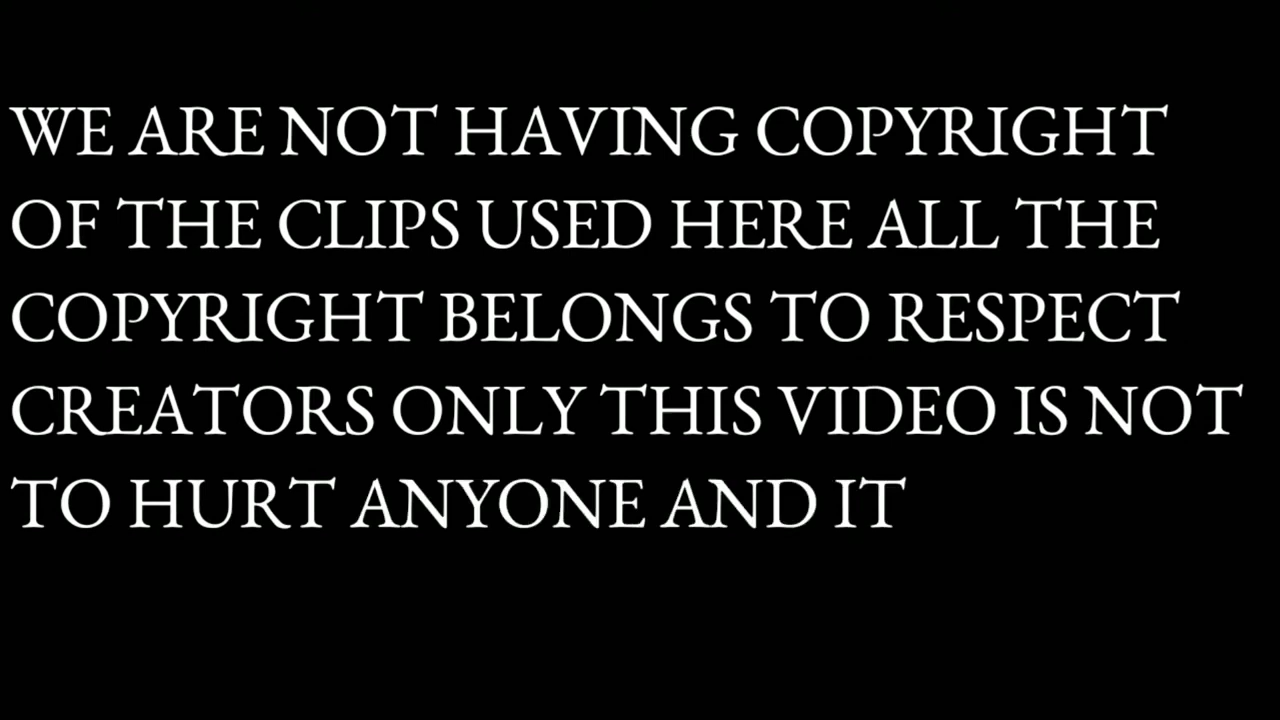 WE ARE NOT HAVING COPYRIGHT
OF THE CLIPS USED HERE ALL THE
COPYRIGHT BELONGS TO RESPECT
CREATORS ONLY THIS VIDEO IS NOT
TO HURT ANYONE AND IT